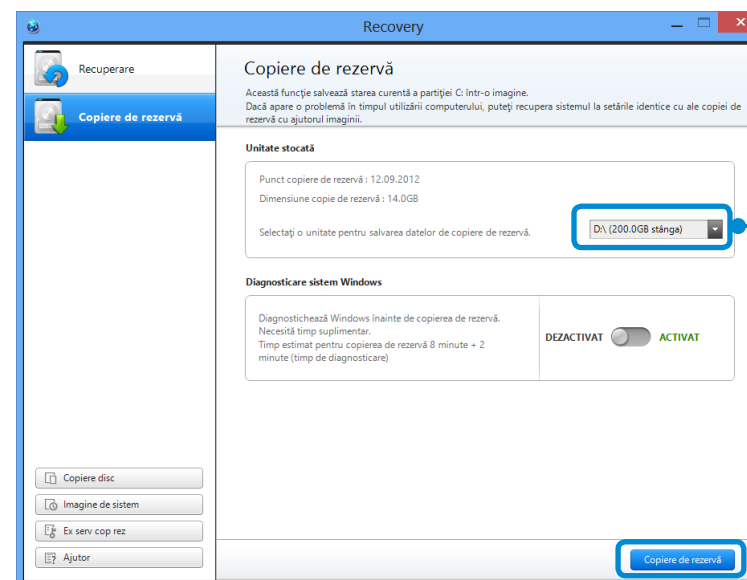 Recovery
Recuperare
Copiere de rezervă
Copiere de rezervă
Această funcţie salvează starea curentă a partiţiei C: într-o imagine.
Dacă apare o problemă în timpul utilizării computerului, puteţi recupera sistemul la setările identice cu ale copiei de
rezervă cu ajutorul imaginii.
Unitate stocată
Punct copiere de rezervă : 12.09.2012
Dimensiune copie de rezervă : 14.0GB
Selectaţi o unitate pentru salvarea datelor de copiere de rezervă.
D:\ (200.0GB stânga)
Diagnosticare sistem Windows
Diagnostichează Windows înainte de copierea de rezervă.
Necesită timp suplimentar.
Timp estimat pentru copierea de rezervă 8 minute + 2
minute (timp de diagnosticare)
DEZACTIVAT ACTIVAT
Copiere disc
Imagine de sistem
Ex serv cop rez
Ajutor
Copiere de rezervă